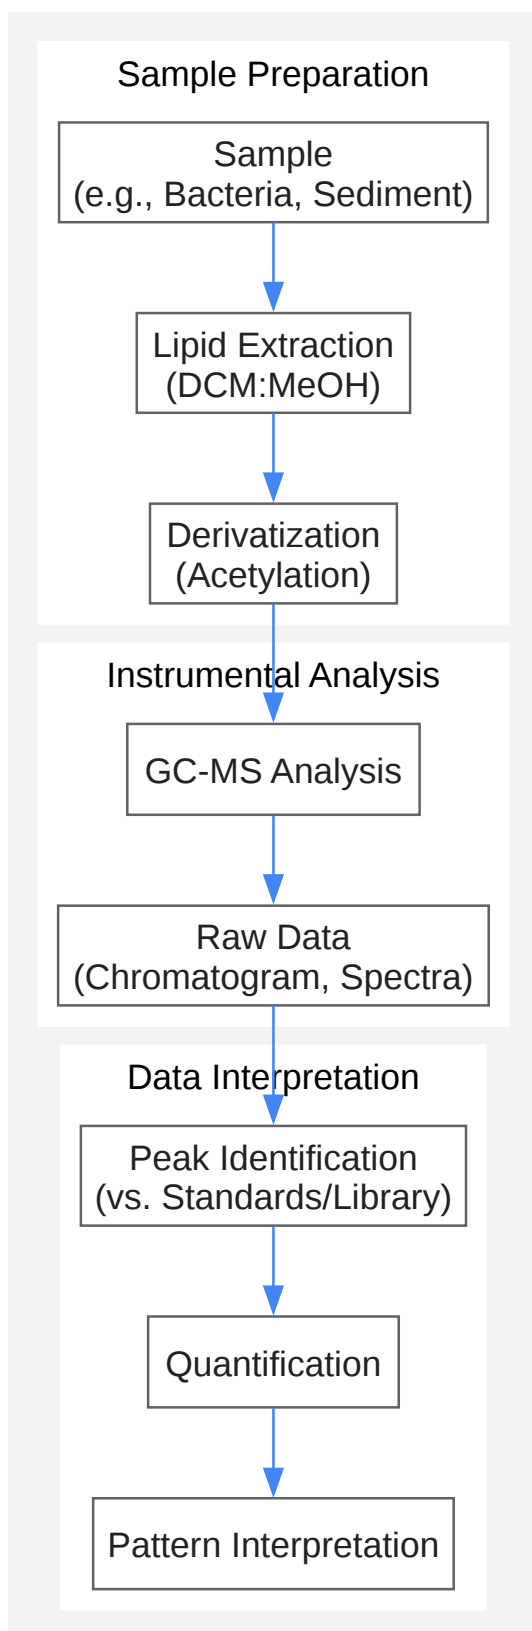 Sample Preparation
Sample
(e.g., Bacteria, Sediment)
Lipid Extraction
(DCM:MeOH)
Derivatization
(Acetylation)
Instrumental Analysis
GC-MS Analysis
Raw Data
(Chromatogram, Spectra)
Data Interpretation
Peak Identification
(vs. Standards/Library)
Quantification
Pattern Interpretation